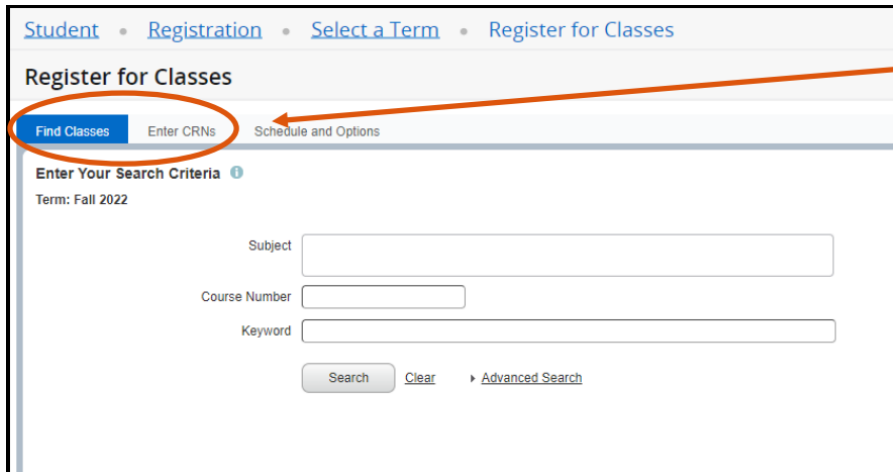 Student • Registration • Select a Term • Register for Classes
Register for Classes
Find Classes Enter CRNs Schedule and Options
Enter Your Search Criteria
Term: Fall 2022
Subject
Course Number
Keyword
Search Clear Advanced Search